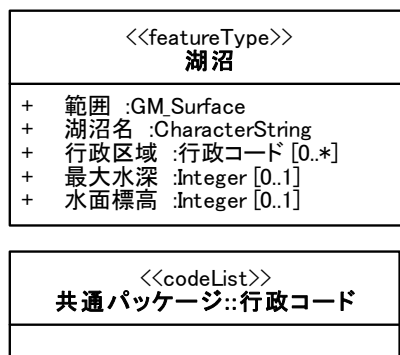 <<featureType>>
湖沼
+ 範囲 :GM_Surface
+ 湖沼名 :CharacterString
+ 行政区域 :行政コード [0..*]
+ 最大水深 :Integer [0..1]
+ 水面標高 :Integer [0..1]
<<codeList>>
共通パッケージ::行政コード